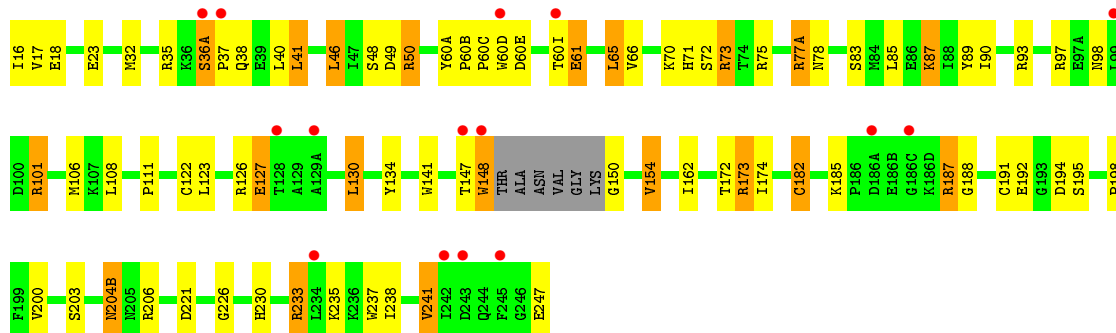 I16 V17 E18 E23 M32 R35 K36 S36A P37 Q38 E39 L40 L41 L46 I47 S48 D49 R50 Y60A P60B P60C W60D D60E T60I E61 L65 V66 K70 H71 S72 R73 T74 R75 R77A N78 S83 M84 L85 E86 K87 I88 Y89 I90 R93 R97 E97A N98 L99
D100 R101 M106 K107 L108 P111 C122 L123 R126 E127 T128 A129 A129A L130 Y134 W141 T147 W148 THR ALA ASN VAL GLY LYS G150 V154 I162 T172 R173 I174 C182 K185 P186 D186A E186B G186C K186D R187 G188 C191 E192 G193 D194 S195 P198
F199 V200 S203 N204B N205 R206 D221 G226 H230 R233 L234 K235 K236 W237 I238 V241 I242 D243 Q244 F245 G246 E247